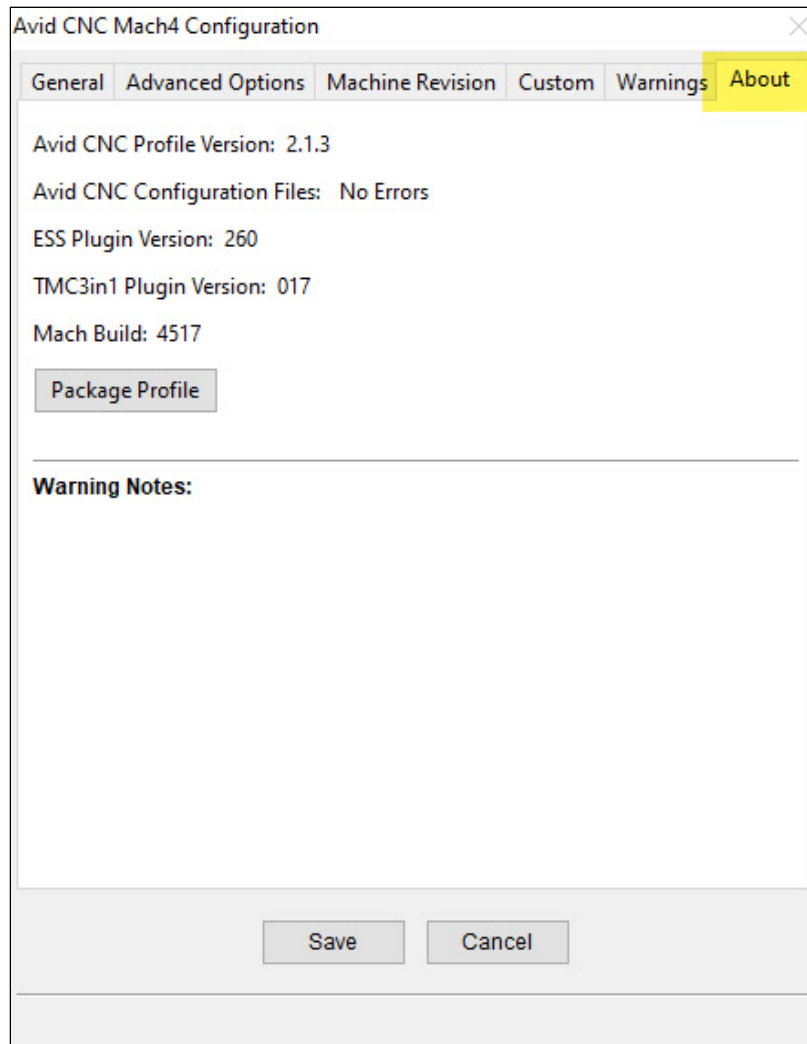 Avid CNC Mach4 Configuration
General Advanced Options Machine Revision Custom Warnings About
Avid CNC Profile Version: 2.1.3
Avid CNC Configuration Files: No Errors
ESS Plugin Version: 260
TMC3in1 Plugin Version: 017
Mach Build: 4517
Package Profile
Warning Notes:
Save Cancel